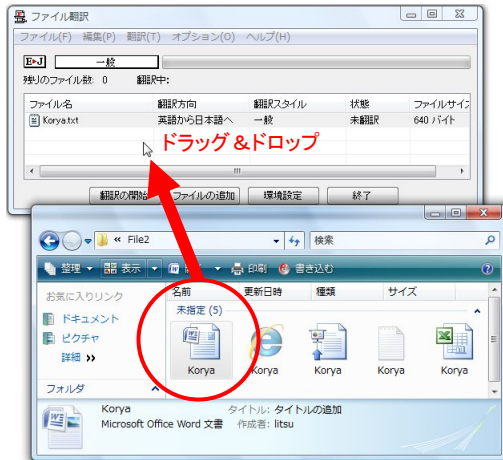 ファイル翻訳
ファイル(F) 編集(P) 翻訳(T) オプション(O) ヘルプ(H)
E▸J 一般
残りのファイル数: 0 翻訳中:
ファイル名 翻訳方向 翻訳スタイル 状態 ファイルサイズ
Korya.txt 英語から日本語へ 一般 未翻訳 640 バイト
ドラッグ&ドロップ
翻訳の開始 ファイルの追加 環境設定 終了
« File2 検索
整理 表示 印刷 書き込む
お気に入りリンク
ドキュメント
ピクチャ
詳細 »
フォルダ
名前 更新日時 種類 サイズ
未指定 (5)
Korya Korya Korya Korya Korya
Korya タイトル: タイトルの追加
Microsoft Office Word 文書 作成者: litsu